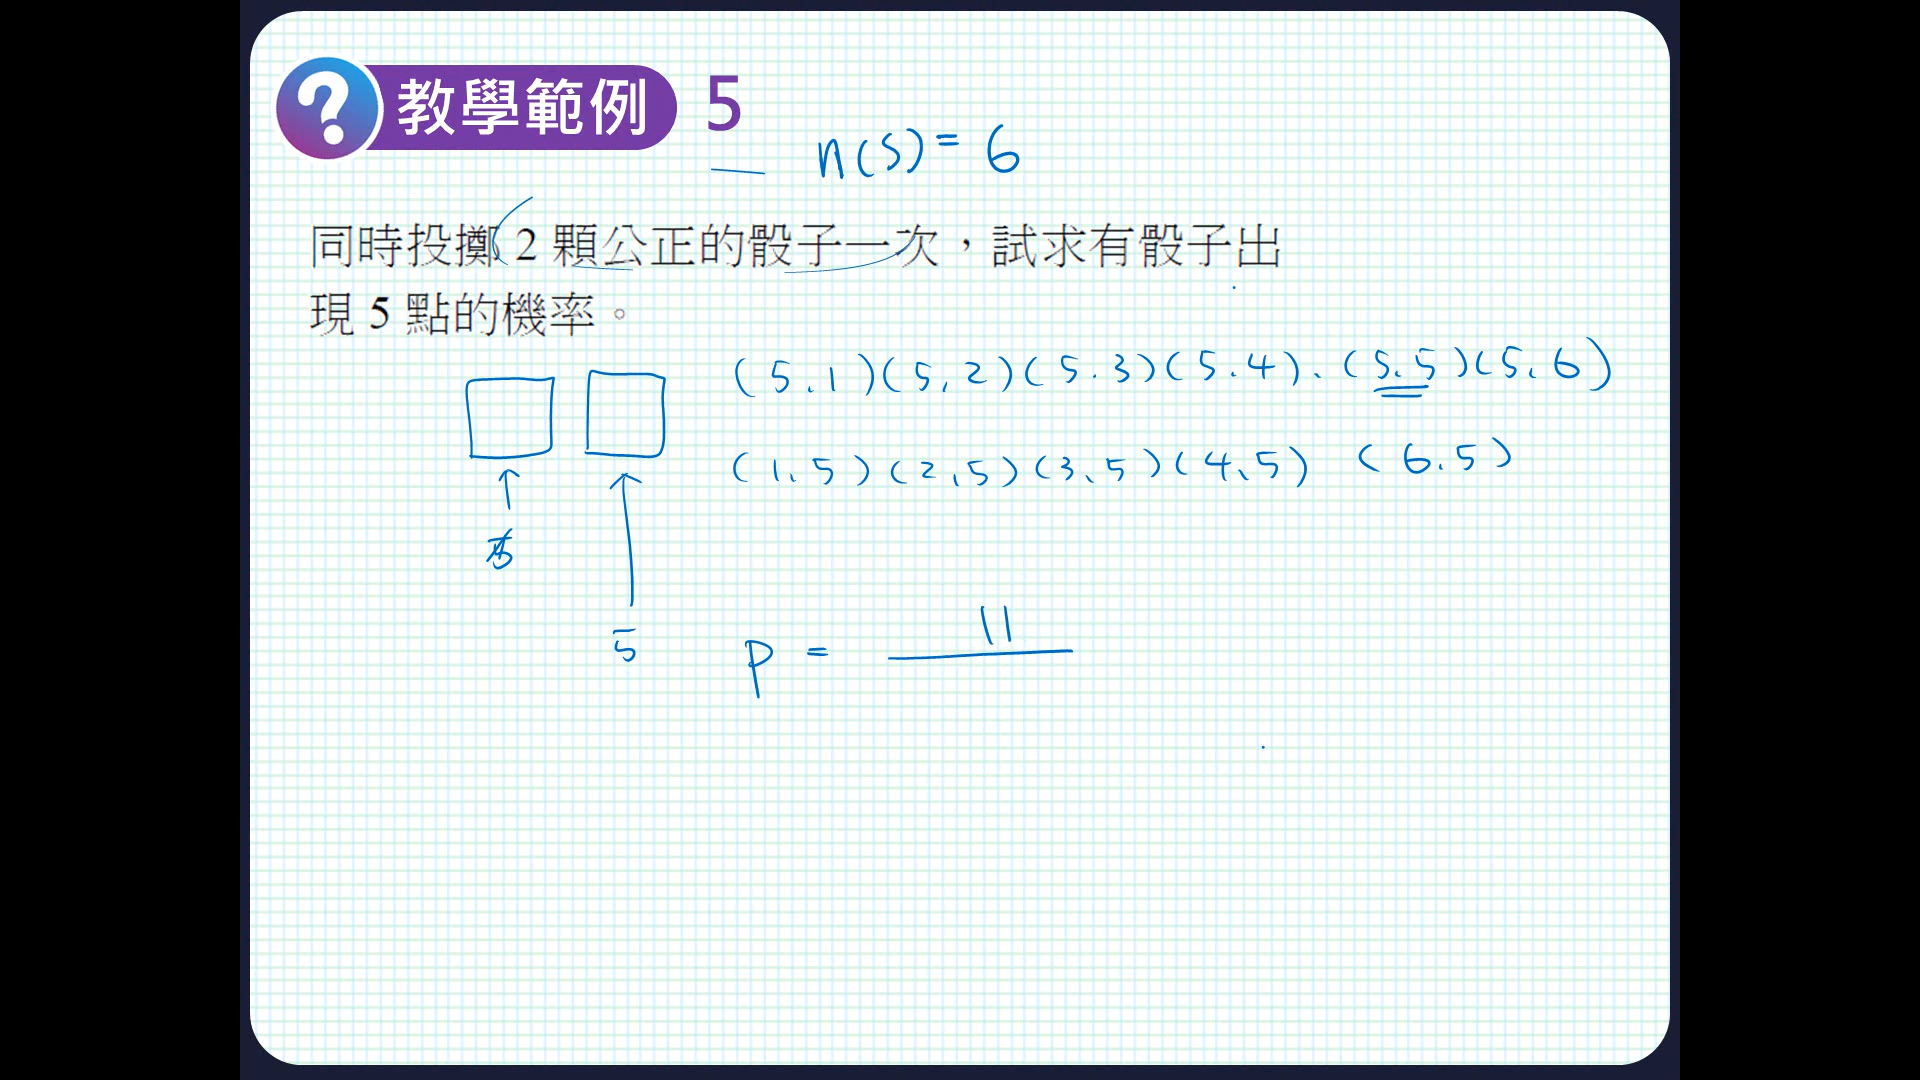 ? 教學範例 5
n(S) = 6
同時投擲 2 顆公正的骰子一次，試求有骰子出
現 5 點的機率。
(5.1)(5,2)(5.3)(5.4)、(5.5)(5.6)
(1.5)(2,5)(3,5)(4,5) (6.5)
5
5
P = 11